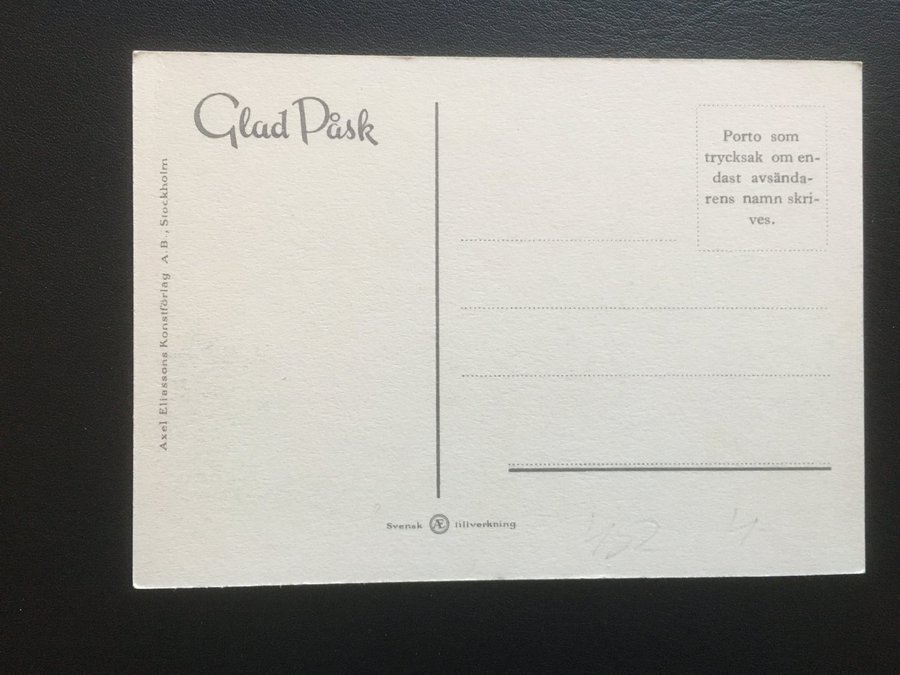 Glad Påsk
Axel Eliassons Konstförlag A.B., Stockholm
Porto som
trycksak om en-
dast avsända-
rens namn skri-
ves.
Svensk Æ tillverkning